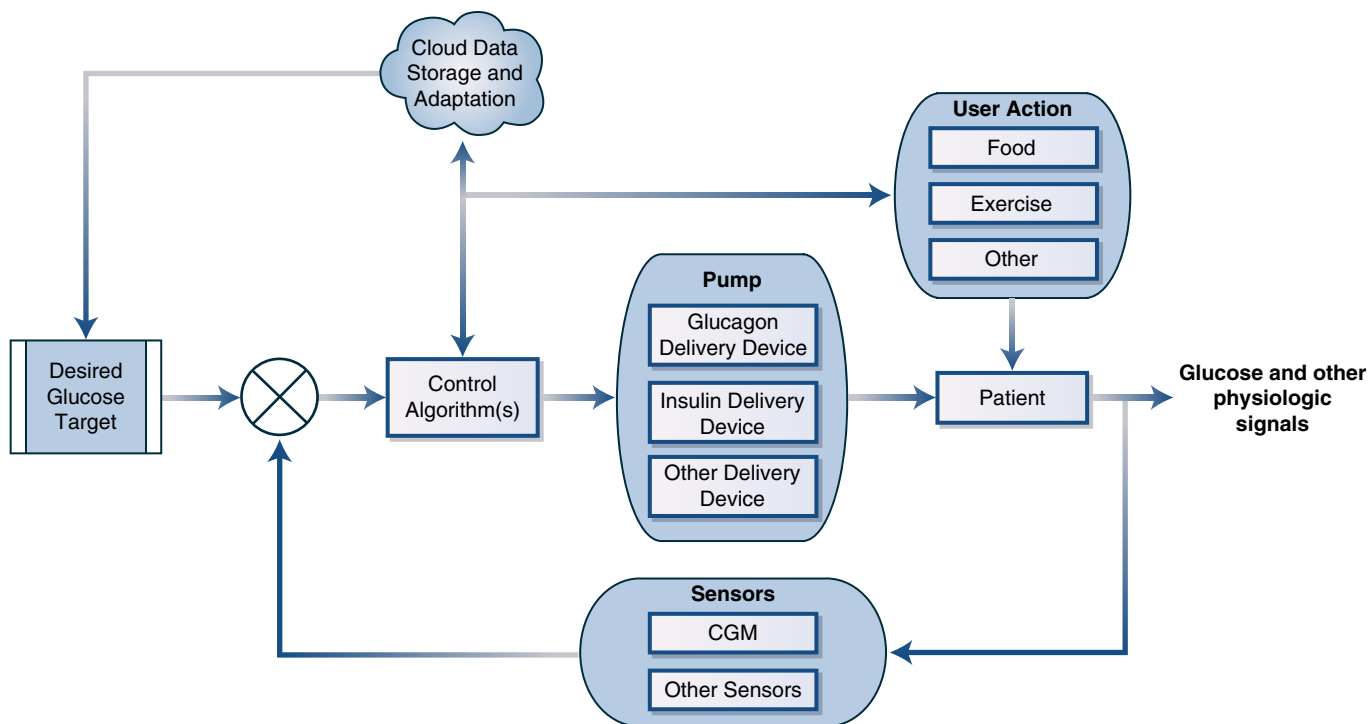 Cloud Data
Storage and
Adaptation
User Action
Food
Exercise
Other
Pump
Glucagon
Delivery Device
Insulin Delivery
Device
Other Delivery
Device
Desired
Glucose
Target
Control
Algorithm(s)
Patient
Glucose and other
physiologic
signals
Sensors
CGM
Other Sensors